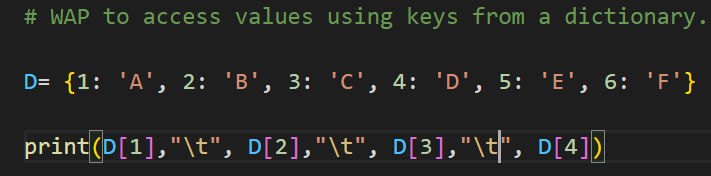 # WAP to access values using keys from a dictionary.
D= {1: 'A', 2: 'B', 3: 'C', 4: 'D', 5: 'E', 6: 'F'}
print(D[1],"\t", D[2],"\t", D[3],"\t", D[4])